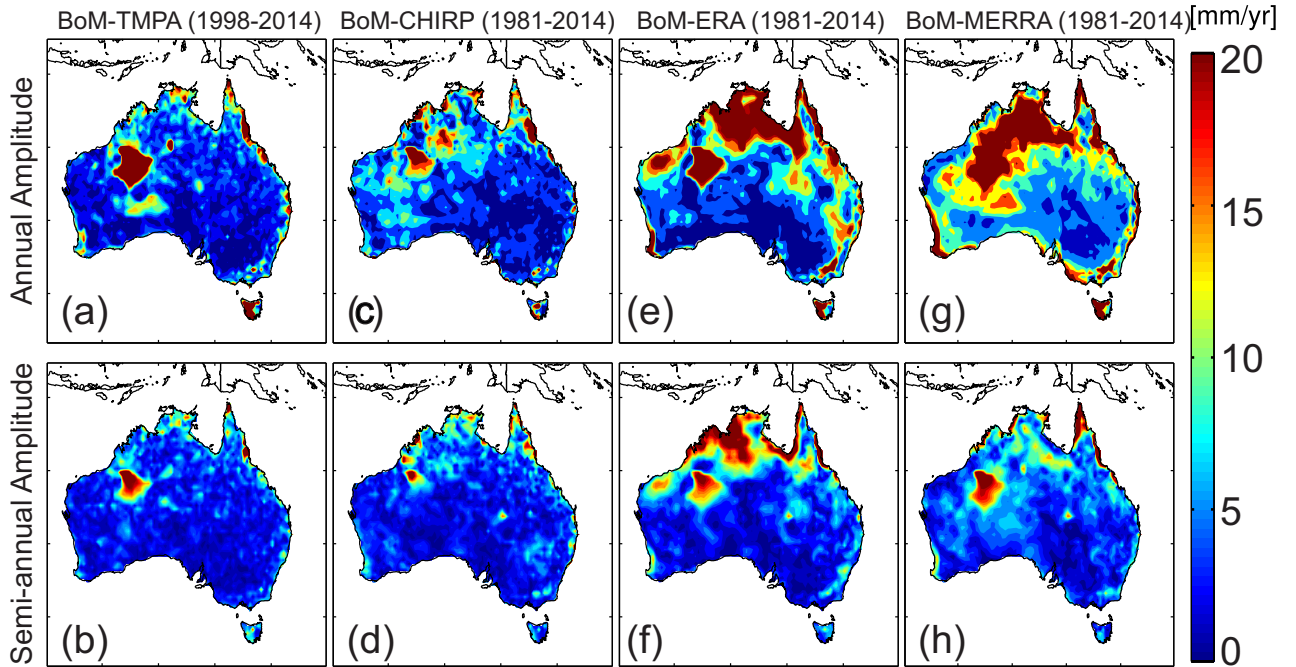 BoM-TMPA (1998-2014) BoM-CHIRP (1981-2014) BoM-ERA (1981-2014) BoM-MERRA (1981-2014) [mm/yr]
Annual Amplitude
(a) (c) (e) (g)
Semi-annual Amplitude
(b) (d) (f) (h)
20
15
10
5
0